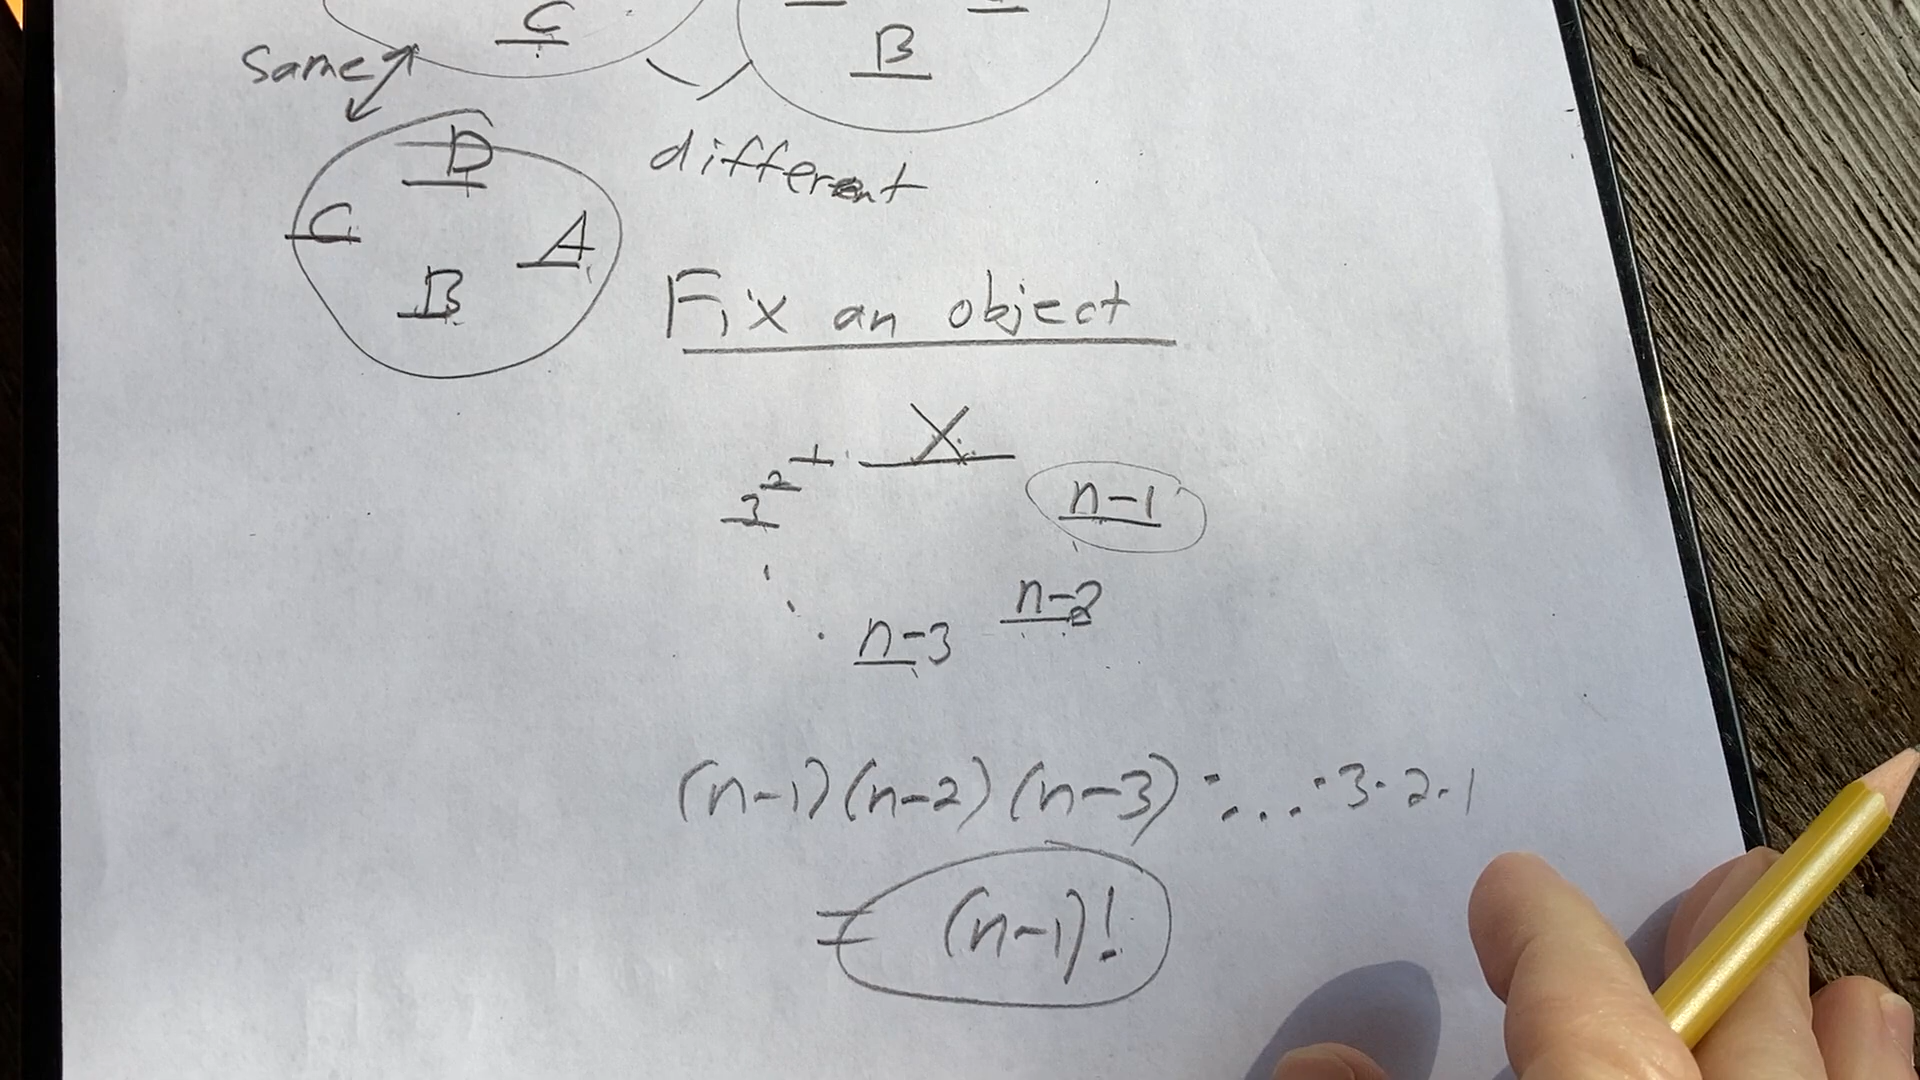 C
B
Same
D
different
C
A
B
Fix an object
X
1
2
3
n-1
n-2
n-3
(n-1)(n-2)(n-3)·...·3·2·1
= (n-1)!